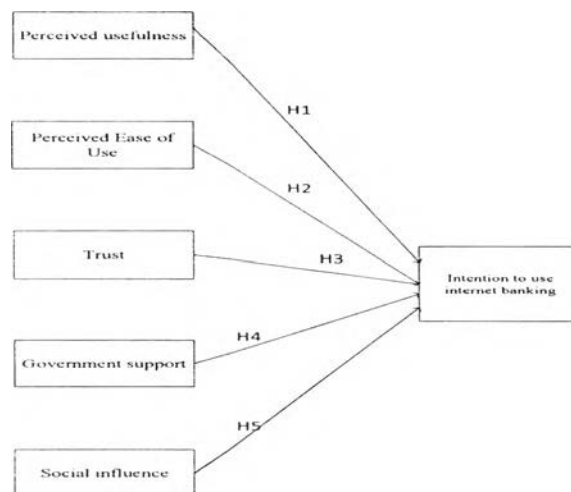 Perceived usefulness
H1
Perceived Ease of
Use
H2
Trust
H3
Intention to use
internet banking
H4
Government support
H5
Social influence